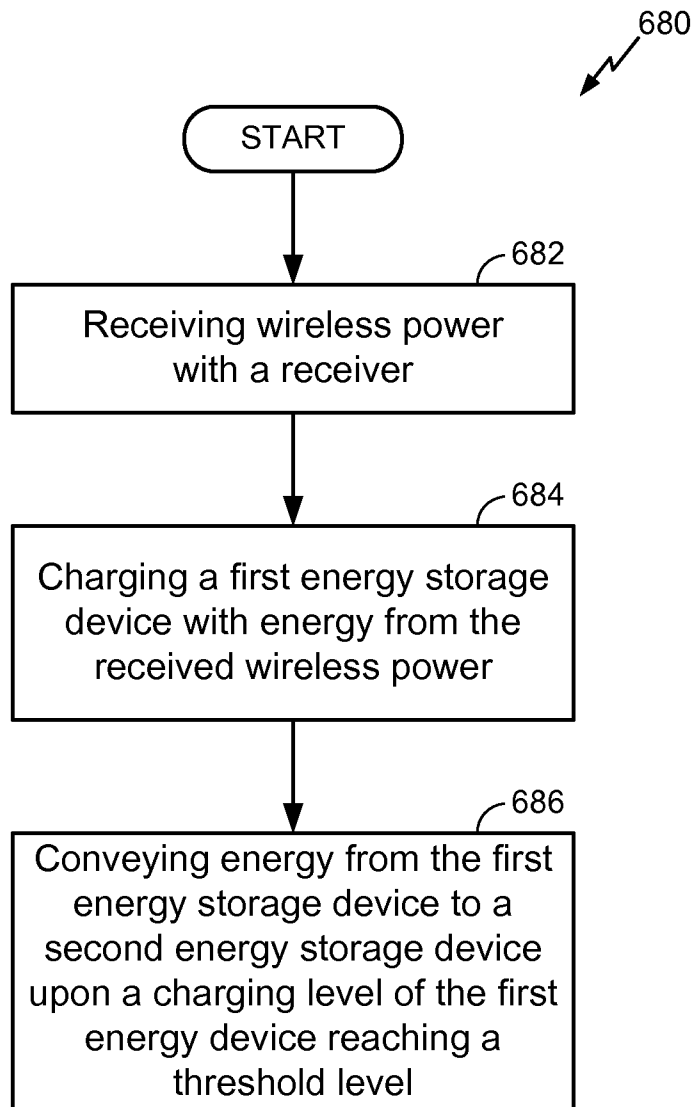 680
START
682
Receiving wireless power
with a receiver
684
Charging a first energy storage
device with energy from the
received wireless power
686
Conveying energy from the first
energy storage device to a
second energy storage device
upon a charging level of the first
energy device reaching a
threshold level